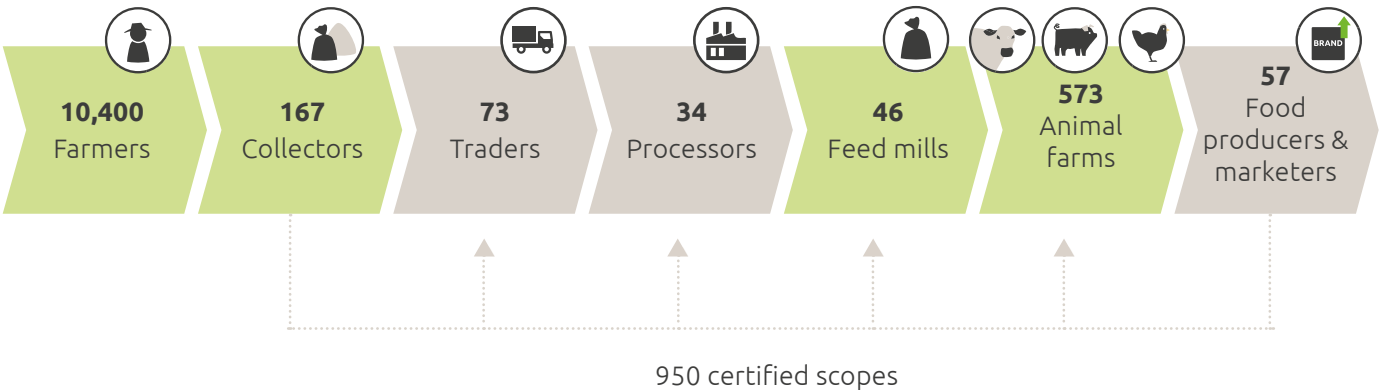 10,400
Farmers
167
Collectors
73
Traders
34
Processors
46
Feed mills
573
Animal
farms
BRAND
57
Food
producers &
marketers
950 certified scopes